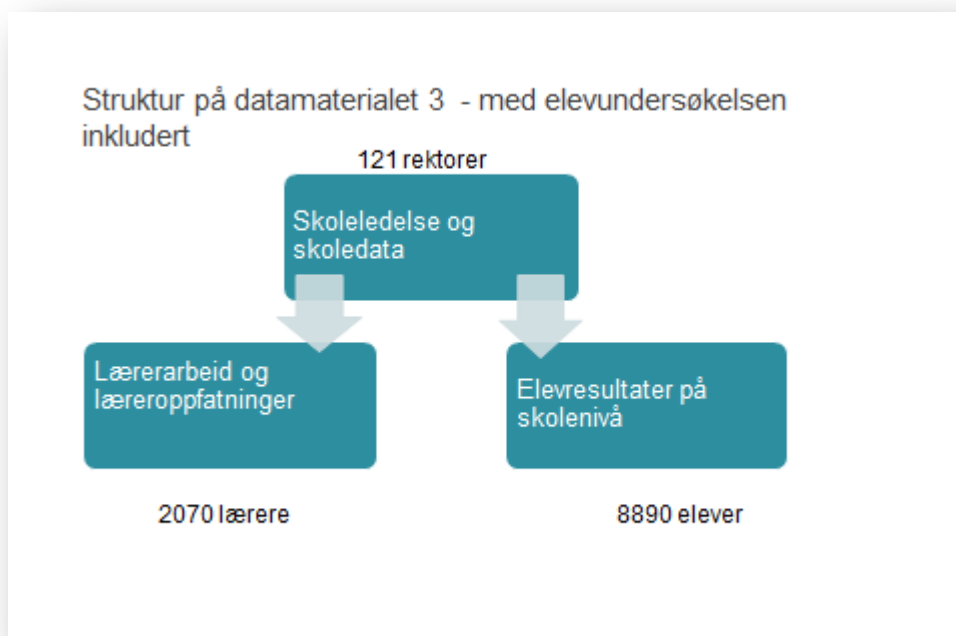 Struktur på datamaterialet 3 - med elevundersøkelsen
inkludert
121 rektorer
Skoleledelse og
skoledata
Lærerarbeid og
læreroppfatninger
Elevresultater på
skolenivå
2070 lærere
8890 elever